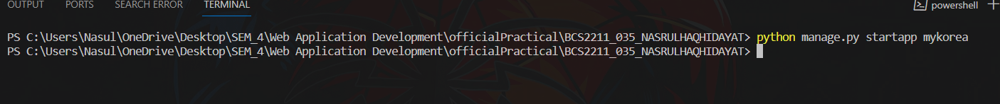 OUTPUT PORTS SEARCH ERROR TERMINAL powershell
PS C:\Users\Nasul\OneDrive\Desktop\SEM_4\Web Application Development\officialPractical\BCS2211_035_NASRULHAQHIDAYAT> python manage.py startapp mykorea
PS C:\Users\Nasul\OneDrive\Desktop\SEM_4\Web Application Development\officialPractical\BCS2211_035_NASRULHAQHIDAYAT>